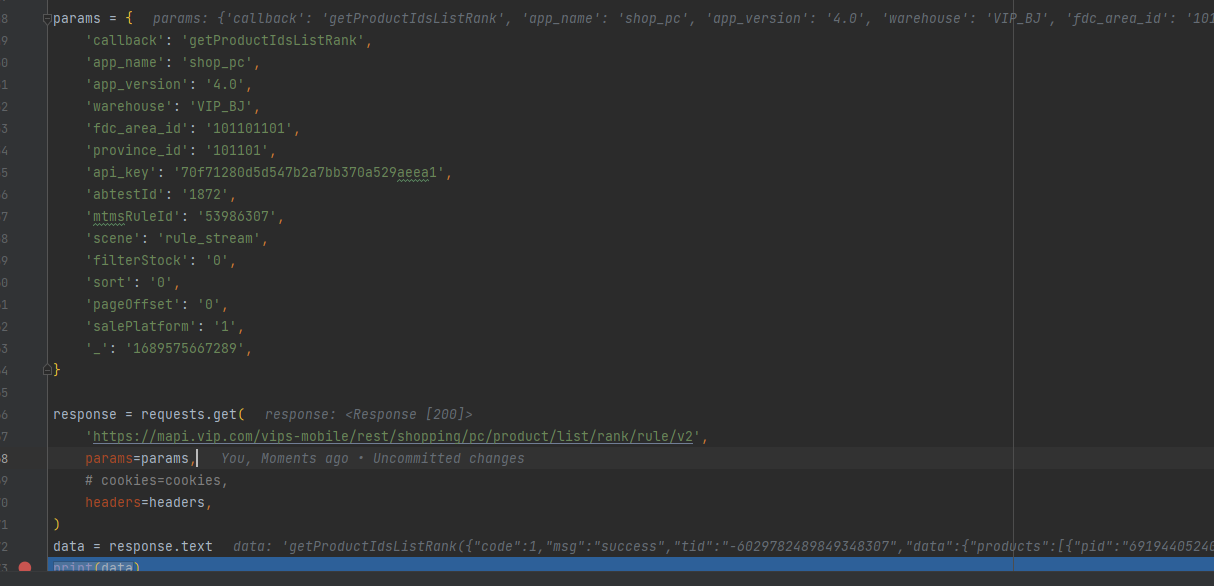 8 params = {   params: {'callback': 'getProductIdsListRank', 'app_name': 'shop_pc', 'app_version': '4.0', 'warehouse': 'VIP_BJ', 'fdc_area_id': '101
9     'callback': 'getProductIdsListRank',
0     'app_name': 'shop_pc',
1     'app_version': '4.0',
2     'warehouse': 'VIP_BJ',
3     'fdc_area_id': '101101101',
4     'province_id': '101101',
5     'api_key': '70f71280d5d547b2a7bb370a529aeea1',
6     'abtestId': '1872',
7     'mtmsRuleId': '53986307',
8     'scene': 'rule_stream',
9     'filterStock': '0',
0     'sort': '0',
1     'pageOffset': '0',
2     'salePlatform': '1',
3     '_': '1689575667289',
4 }
5
6 response = requests.get(   response: <Response [200]>
7     'https://mapi.vip.com/vips-mobile/rest/shopping/pc/product/list/rank/rule/v2',
8     params=params,   You, Moments ago • Uncommitted changes
9     # cookies=cookies,
0     headers=headers,
1 )
2 data = response.text   data: 'getProductIdsListRank({"code":1,"msg":"success","tid":"-6029782489849348307","data":{"products":[{"pid":"69194405240
3 print(data)